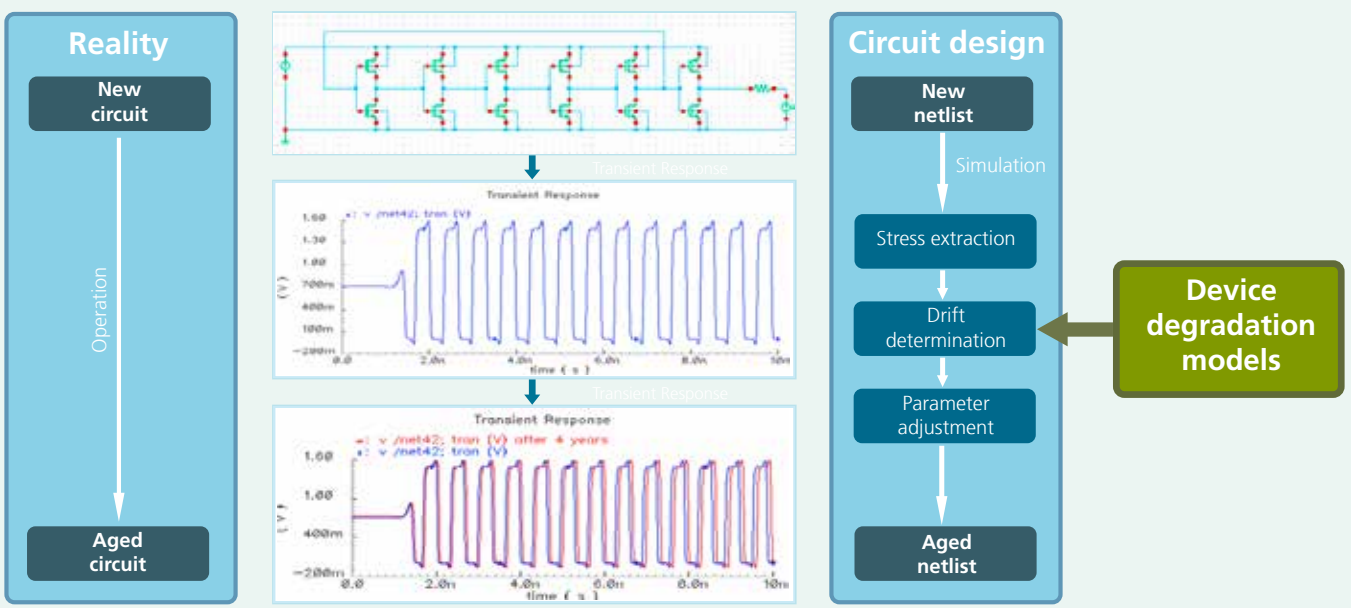 Reality
New
circuit
Operation
Aged
circuit
Transient Response
Transient Response
v /net42; tran (V)
1.60
1.30
1.00
700m
400m
100m
-200m
(V)
0.0
2.0n
4.0n
6.0n
8.0n
10n
time ( s )
Transient Response
Transient Response
v /net42; tran (V) after 4 years
v /net42; tran (V)
1.60
1.00
400m
-200m
(V)
0.0
2.0n
4.0n
6.0n
8.0n
10n
time ( s )
Circuit design
New
netlist
Simulation
Stress extraction
Drift
determination
Parameter
adjustment
Aged
netlist
Device
degradation
models